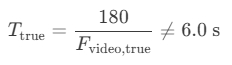 T_true = 180 / F_video,true ≠ 6.0 s